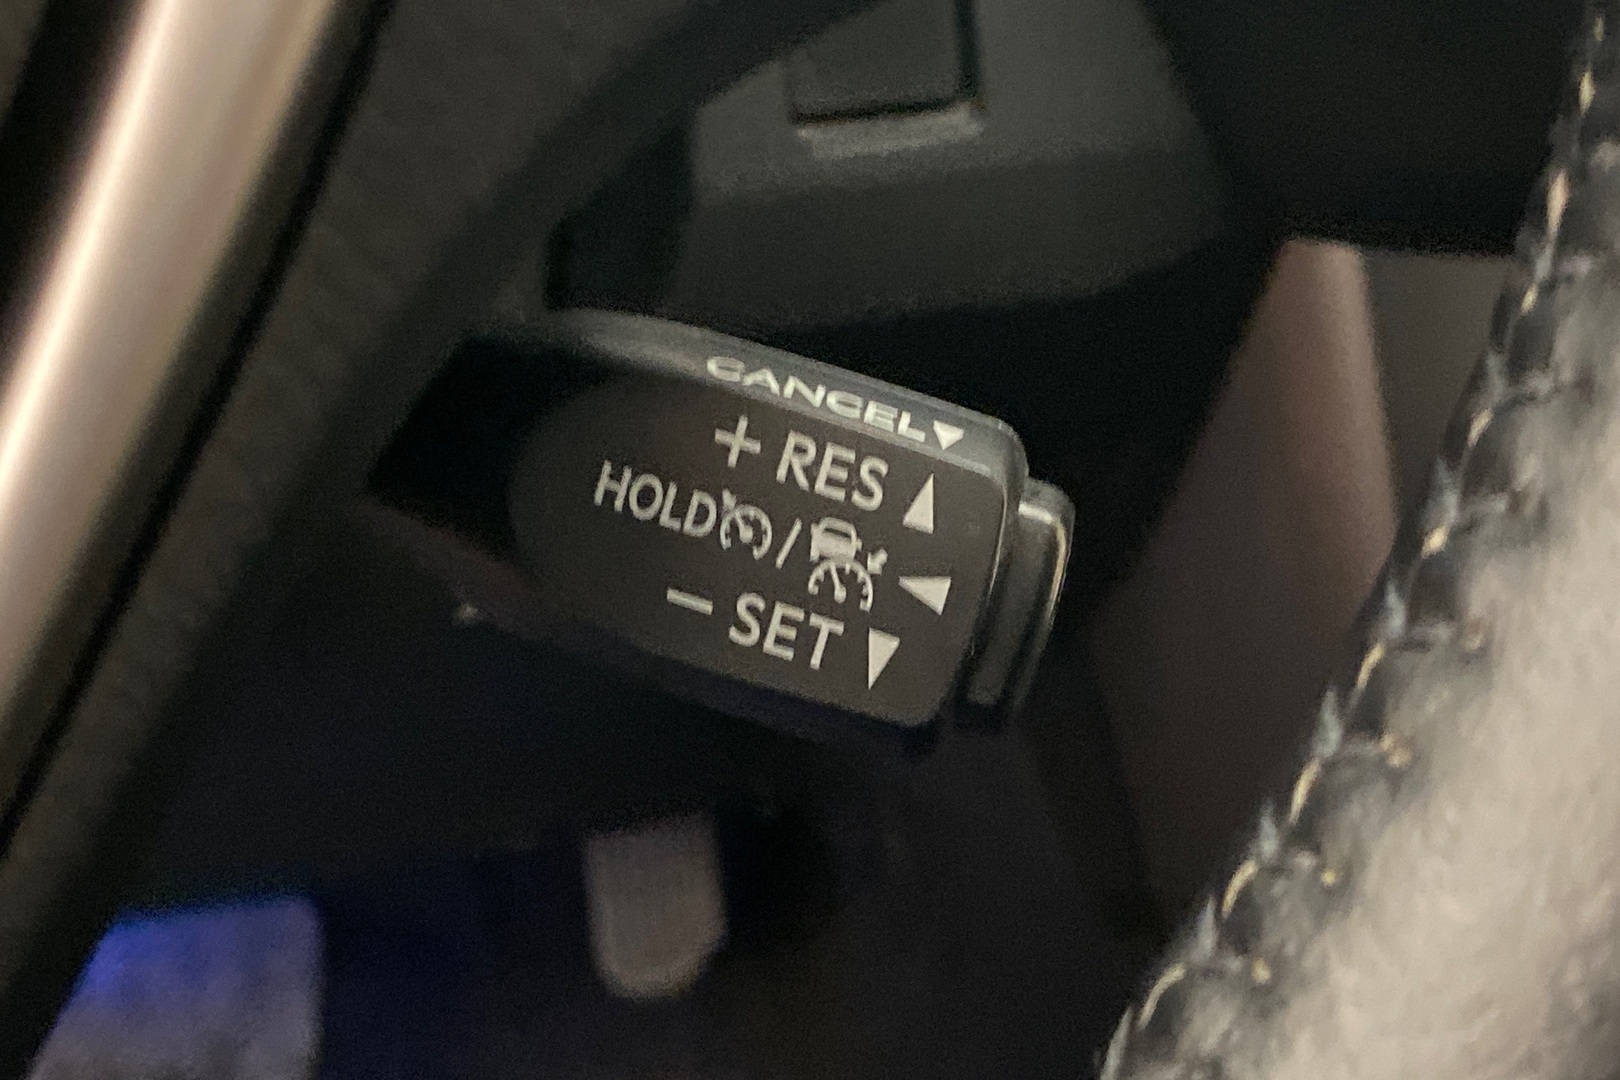 CANCEL
+ RES
HOLD /
− SET